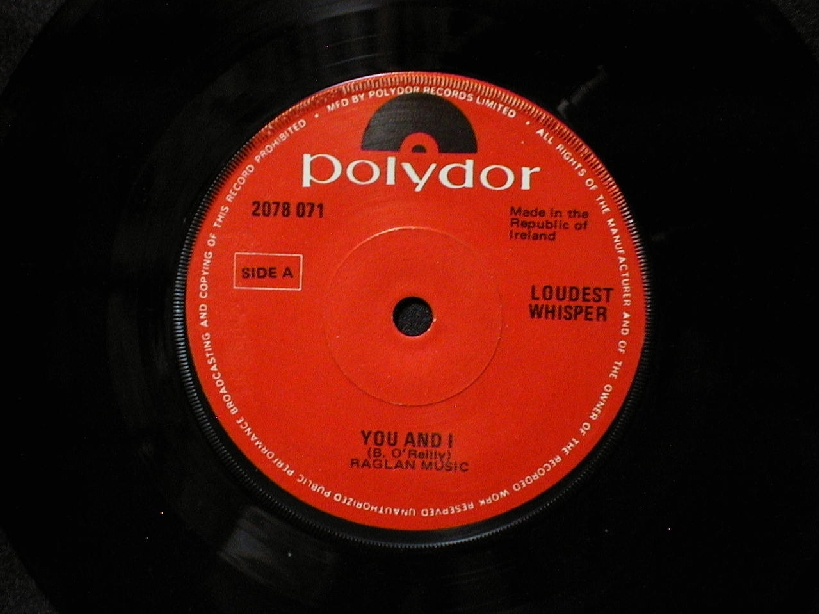 MFD BY POLYDOR RECORDS LIMITED • ALL RIGHTS OF THE MANUFACTURER AND OF THE OWNER OF THE RECORDED WORK RESERVED UNAUTHORIZED PUBLIC PERFORMANCE BROADCASTING AND COPYING OF THIS RECORD PROHIBITED •
polydor
2078 071
Made in the
Republic of
Ireland
SIDE A
LOUDEST
WHISPER
YOU AND I
(B. O'Reilly)
RAGLAN MUSIC